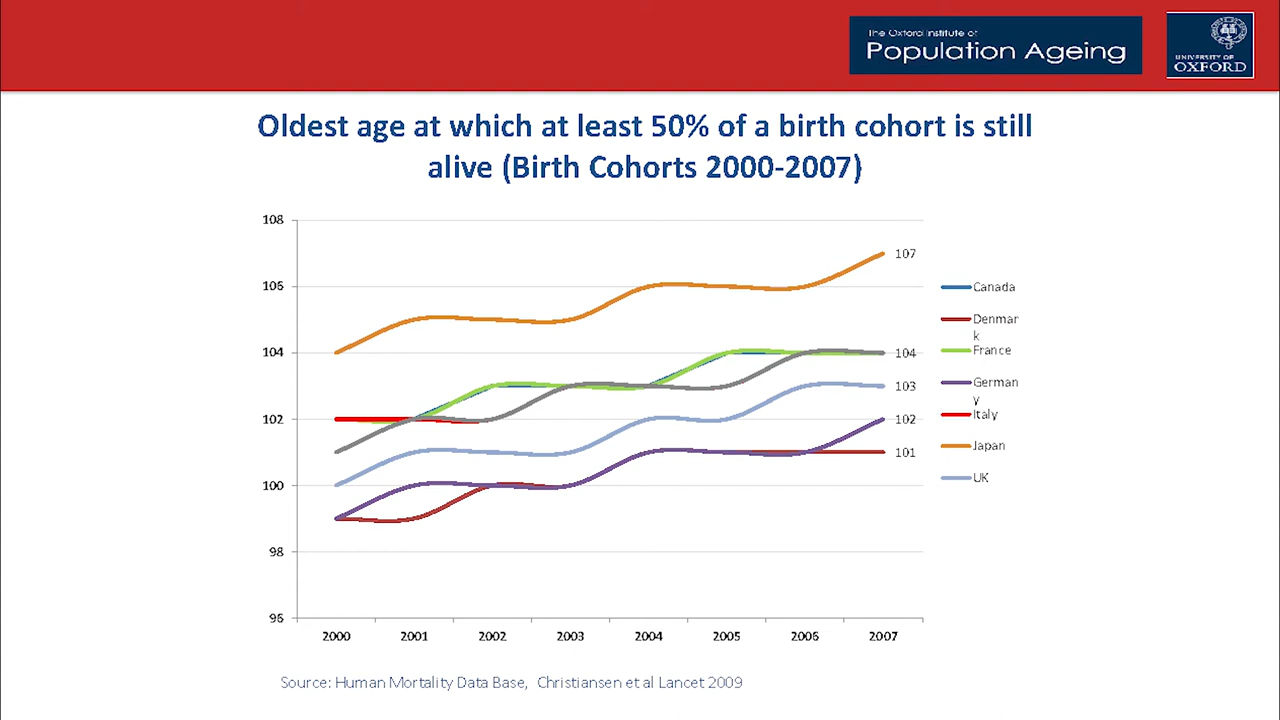 The Oxford Institute of
Population Ageing
UNIVERSITY OF
OXFORD
Oldest age at which at least 50% of a birth cohort is still
alive (Birth Cohorts 2000-2007)
108
106
104
102
100
98
96
2000 2001 2002 2003 2004 2005 2006 2007
107
104
103
102
101
Canada
Denmar
k
France
German
y
Italy
Japan
UK
Source: Human Mortality Data Base, Christiansen et al Lancet 2009